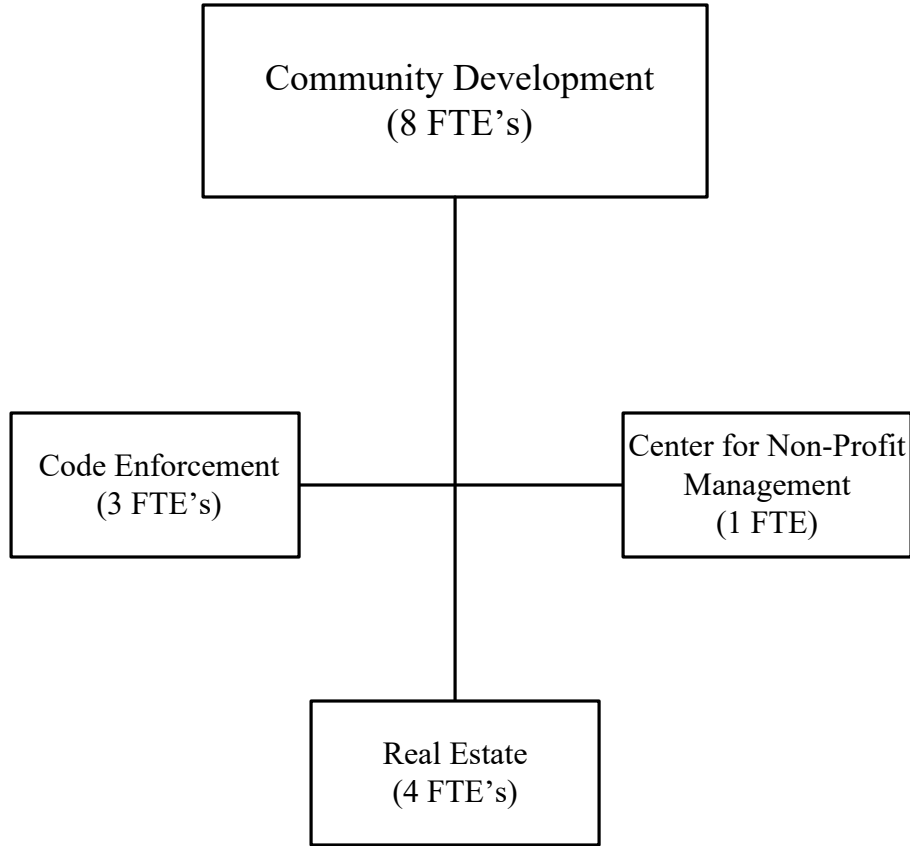 Community Development
(8 FTE’s)
Code Enforcement
(3 FTE’s)
Center for Non-Profit
Management
(1 FTE)
Real Estate
(4 FTE’s)